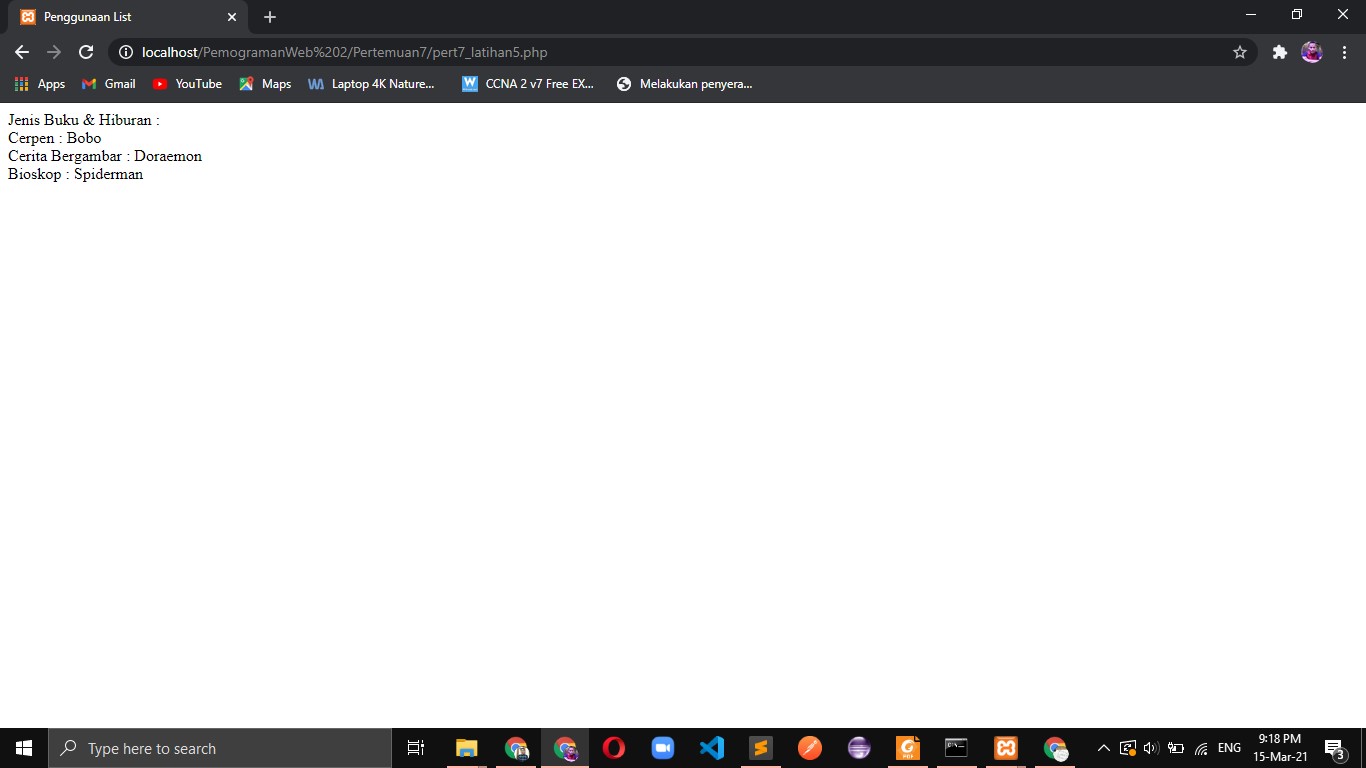 Penggunaan List
localhost/PemogramanWeb%202/Pertemuan7/pert7_latihan5.php
Apps Gmail YouTube Maps Laptop 4K Nature... CCNA 2 v7 Free EX... Melakukan penyera...
Jenis Buku & Hiburan :
Cerpen : Bobo
Cerita Bergambar : Doraemon
Bioskop : Spiderman
Type here to search
ENG
9:18 PM
15-Mar-21
3